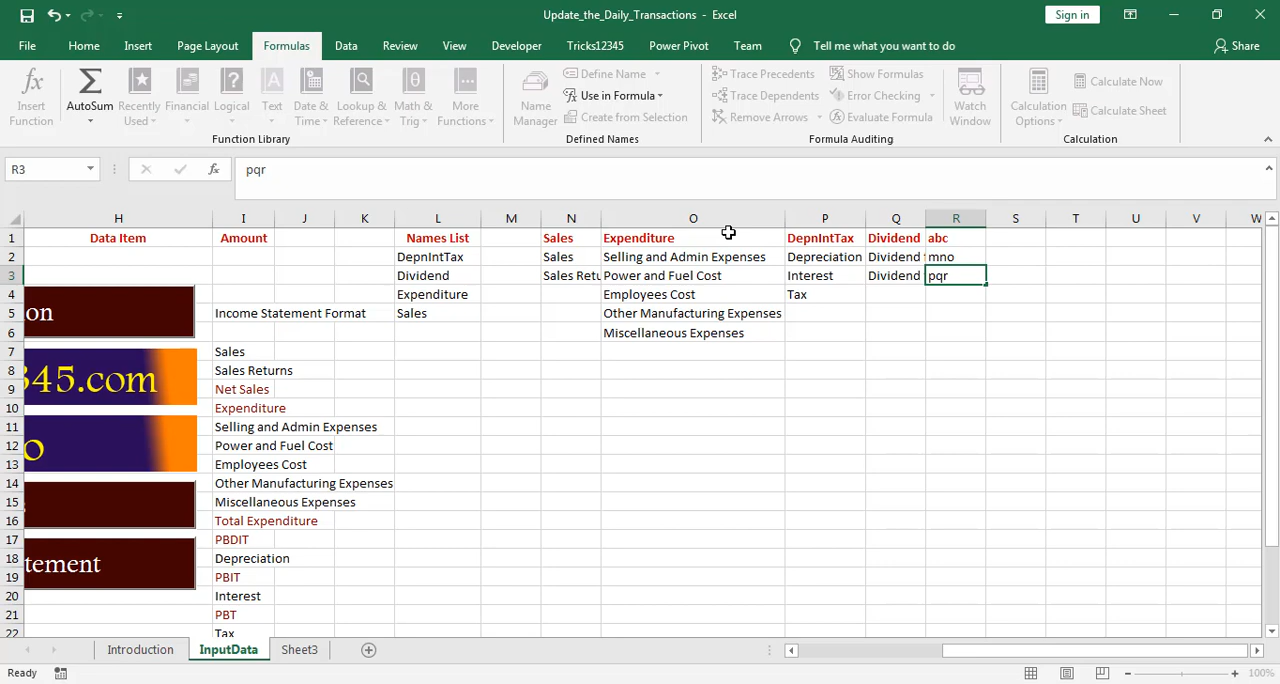 Update_the_Daily_Transactions - Excel
Sign in
File Home Insert Page Layout Formulas Data Review View Developer Tricks12345 Power Pivot Team Tell me what you want to do Share
Insert Function
AutoSum
Recently Used
Financial
Logical
Text
Date & Time
Lookup & Reference
Math & Trig
More Functions
Function Library
Name Manager
Define Name
Use in Formula
Create from Selection
Defined Names
Trace Precedents
Trace Dependents
Remove Arrows
Show Formulas
Error Checking
Evaluate Formula
Formula Auditing
Watch Window
Calculation Options
Calculate Now
Calculate Sheet
Calculation
R3 fx pqr
H I J K L M N O P Q R S T U V W
1 Data Item Amount Names List Sales Expenditure DepnIntTax Dividend abc
2 DepnIntTax Sales Selling and Admin Expenses Depreciation Dividend mno
3 Dividend Sales Retu Power and Fuel Cost Interest Dividend pqr
4 Expenditure Employees Cost Tax
on
5 Income Statement Format Sales Other Manufacturing Expenses
6 Miscellaneous Expenses
7 Sales
345.com
8 Sales Returns
9 Net Sales
10 Expenditure
11 Selling and Admin Expenses
o
12 Power and Fuel Cost
13 Employees Cost
14 Other Manufacturing Expenses
15 Miscellaneous Expenses
16 Total Expenditure
17 PBDIT
18 Depreciation
tement
19 PBIT
20 Interest
21 PBT
22 Tax
Introduction InputData Sheet3
Ready 100%